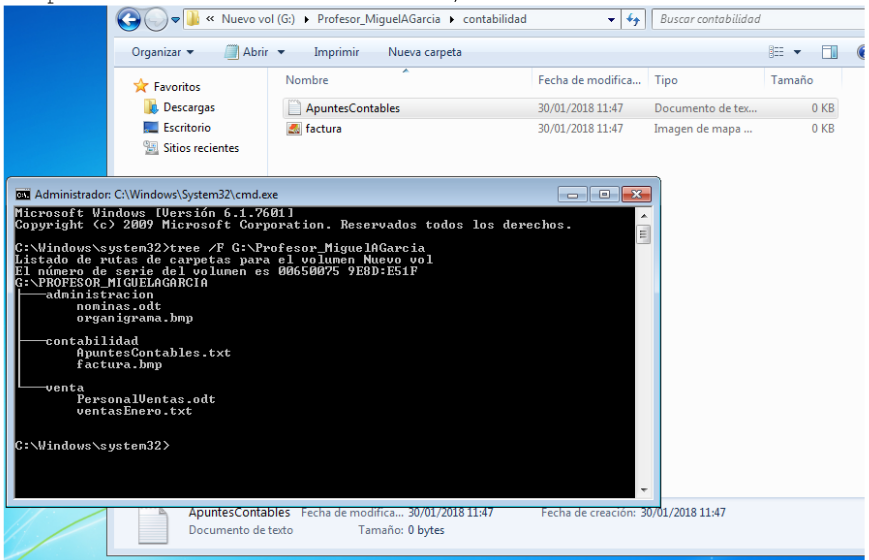 « Nuevo vol (G:) ▸ Profesor_MiguelAGarcia ▸ contabilidad
Buscar contabilidad
Organizar Abrir Imprimir Nueva carpeta
Favoritos
Descargas
Escritorio
Sitios recientes
Nombre Fecha de modifica... Tipo Tamaño
ApuntesContables 30/01/2018 11:47 Documento de tex... 0 KB
factura 30/01/2018 11:47 Imagen de mapa ... 0 KB
Administrador: C:\Windows\System32\cmd.exe
Microsoft Windows [Versión 6.1.7601]
Copyright (c) 2009 Microsoft Corporation. Reservados todos los derechos.
C:\Windows\system32>tree /F G:\Profesor_MiguelAGarcia
Listado de rutas de carpetas para el volumen Nuevo vol
El número de serie del volumen es 00650075 9E8D:E51F
G:\PROFESOR_MIGUELAGARCIA
├───administracion
│       nominas.odt
│       organigrama.bmp
│
├───contabilidad
│       ApuntesContables.txt
│       factura.bmp
│
└───venta
        PersonalVentas.odt
        ventasEnero.txt
C:\Windows\system32>
ApuntesContables Fecha de modifica... 30/01/2018 11:47 Fecha de creación: 30/01/2018 11:47
Documento de texto Tamaño: 0 bytes